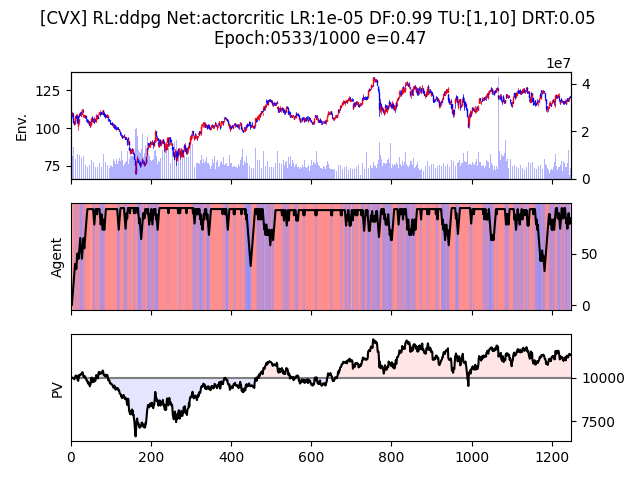 [CVX] RL:ddpg Net:actorcritic LR:1e-05 DF:0.99 TU:[1,10] DRT:0.05
Epoch:0533/1000 e=0.47
1e7
125
100
75
Env.
4
2
0
Agent
50
0
PV
10000
7500
0 200 400 600 800 1000 1200